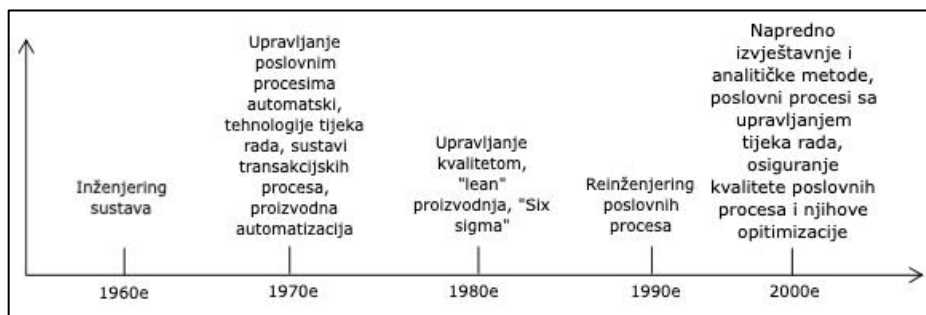 Inženjering
sustava
Upravljanje
poslovnim
procesima
automatski,
tehnologije tijeka
rada, sustavi
transakcijskih
procesa,
proizvodna
automatizacija
Upravljanje
kvalitetom,
"lean"
proizvodnja, "Six
sigma"
Reinženjering
poslovnih
procesa
Napredno
izvještavnje i
analitičke metode,
poslovni procesi sa
upravljanjem
tijeka rada,
osiguranje
kvalitete poslovnih
procesa i njihove
opitimizacije
1960e
1970e
1980e
1990e
2000e